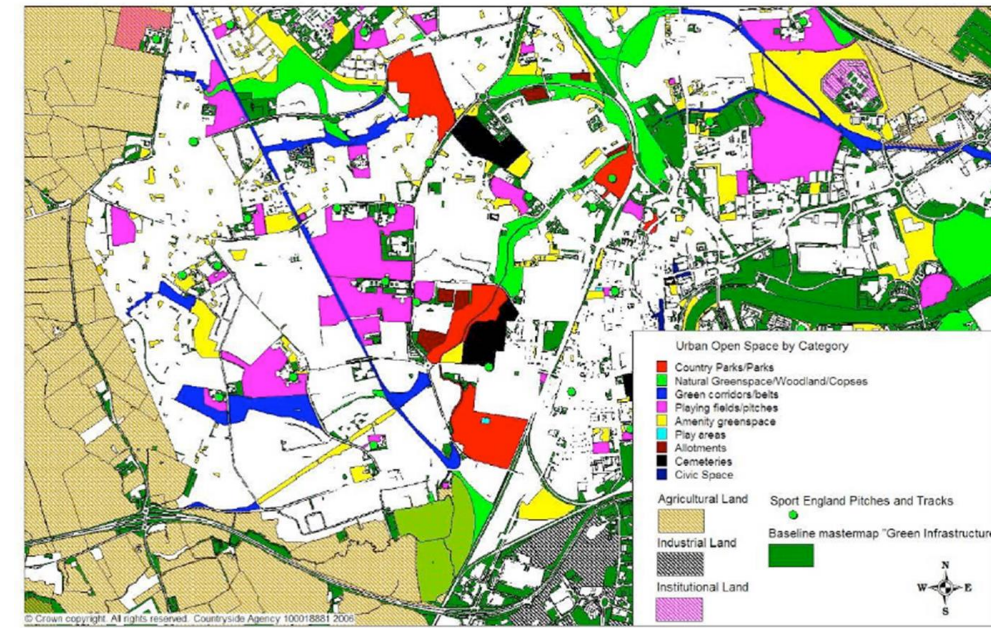 Urban Open Space by Category
Country Parks/Parks
Natural Greenspace/Woodland/Copses
Green corridors/belts
Playing fields/pitches
Amenity greenspace
Play areas
Allotments
Cemeteries
Civic Space
Agricultural Land
Sport England Pitches and Tracks
Industrial Land
Baseline mastermap "Green Infrastructure
Institutional Land
N
W E
S
© Crown copyright. All rights reserved. Countryside Agency 100018881 2006